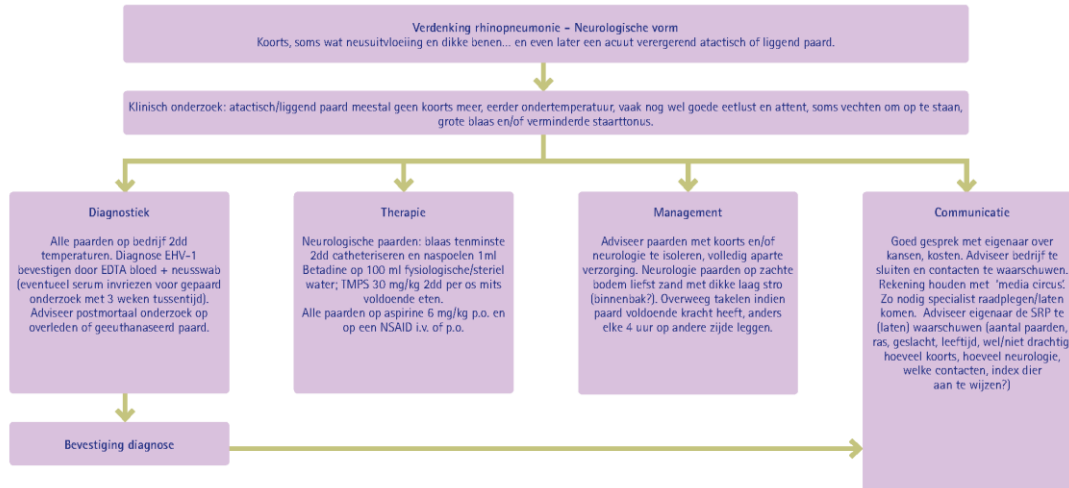 Verdenking rhinopneumonie - Neurologische vorm
Koorts, soms wat neusuitvloeiing en dikke benen... en even later een acuut verergerend atactisch of liggend paard.
Klinisch onderzoek: atactisch/liggend paard meestal geen koorts meer, eerder ondertemperatuur, vaak nog wel goede eetlust en attent, soms vechten om op te staan,
grote blaas en/of verminderde staarttonus.
Diagnostiek
Alle paarden op bedrijf 2dd
temperaturen. Diagnose EHV-1
bevestigen door EDTA bloed + neusswab
(eventueel serum invriezen voor gepaard
onderzoek met 3 weken tussentijd).
Adviseer postmortaal onderzoek op
overleden of geeuthanaseerd paard.
Therapie
Neurologische paarden: blaas tenminste
2dd catheteriseren en naspoelen 1ml
Betadine op 100 ml fysiologische/steriel
water; TMPS 30 mg/kg 2dd per os mits
voldoende eten.
Alle paarden op aspirine 6 mg/kg p.o. en
op een NSAID i.v. of p.o.
Management
Adviseer paarden met koorts en/of
neurologie te isoleren, volledig aparte
verzorging. Neurologie paarden op zachte
bodem liefst zand met dikke laag stro
(binnenbak?). Overweeg takelen indien
paard voldoende kracht heeft, anders
elke 4 uur op andere zijde leggen.
Communicatie
Goed gesprek met eigenaar over
kansen, kosten. Adviseer bedrijf te
sluiten en contacten te waarschuwen.
Rekening houden met 'media circus'.
Zo nodig specialist raadplegen/laten
komen. Adviseer eigenaar de SRP te
(laten) waarschuwen (aantal paarden,
ras, geslacht, leeftijd, wel/niet drachtig
hoeveel koorts, hoeveel neurologie,
welke contacten, index dier
aan te wijzen?)
Bevestiging diagnose